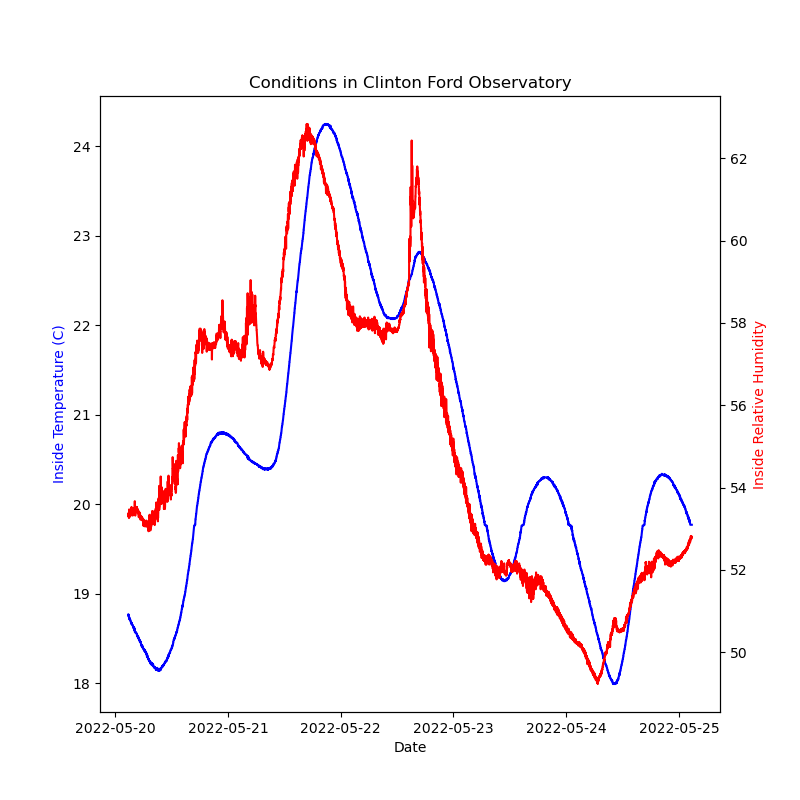 Conditions in Clinton Ford Observatory
Inside Temperature (C)
24
23
22
21
20
19
18
62
60
58
56
54
52
50
Inside Relative Humidity
2022-05-20 2022-05-21 2022-05-22 2022-05-23 2022-05-24 2022-05-25
Date